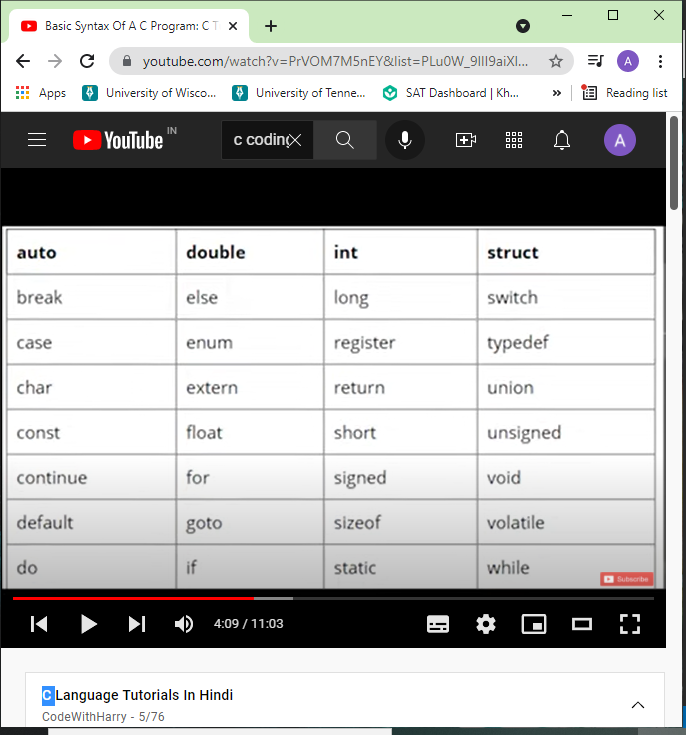 Basic Syntax Of A C Program: C T
youtube.com/watch?v=PrVOM7M5nEY&list=PLu0W_9lII9aiXl...
A
Apps
University of Wisco...
University of Tenne...
SAT Dashboard | Kh...
»
Reading list
YouTube IN
c coding
A
auto double int struct
break else long switch
case enum register typedef
char extern return union
const float short unsigned
continue for signed void
default goto sizeof volatile
do if static while
Subscribe
4:09 / 11:03
C Language Tutorials In Hindi
CodeWithHarry - 5/76